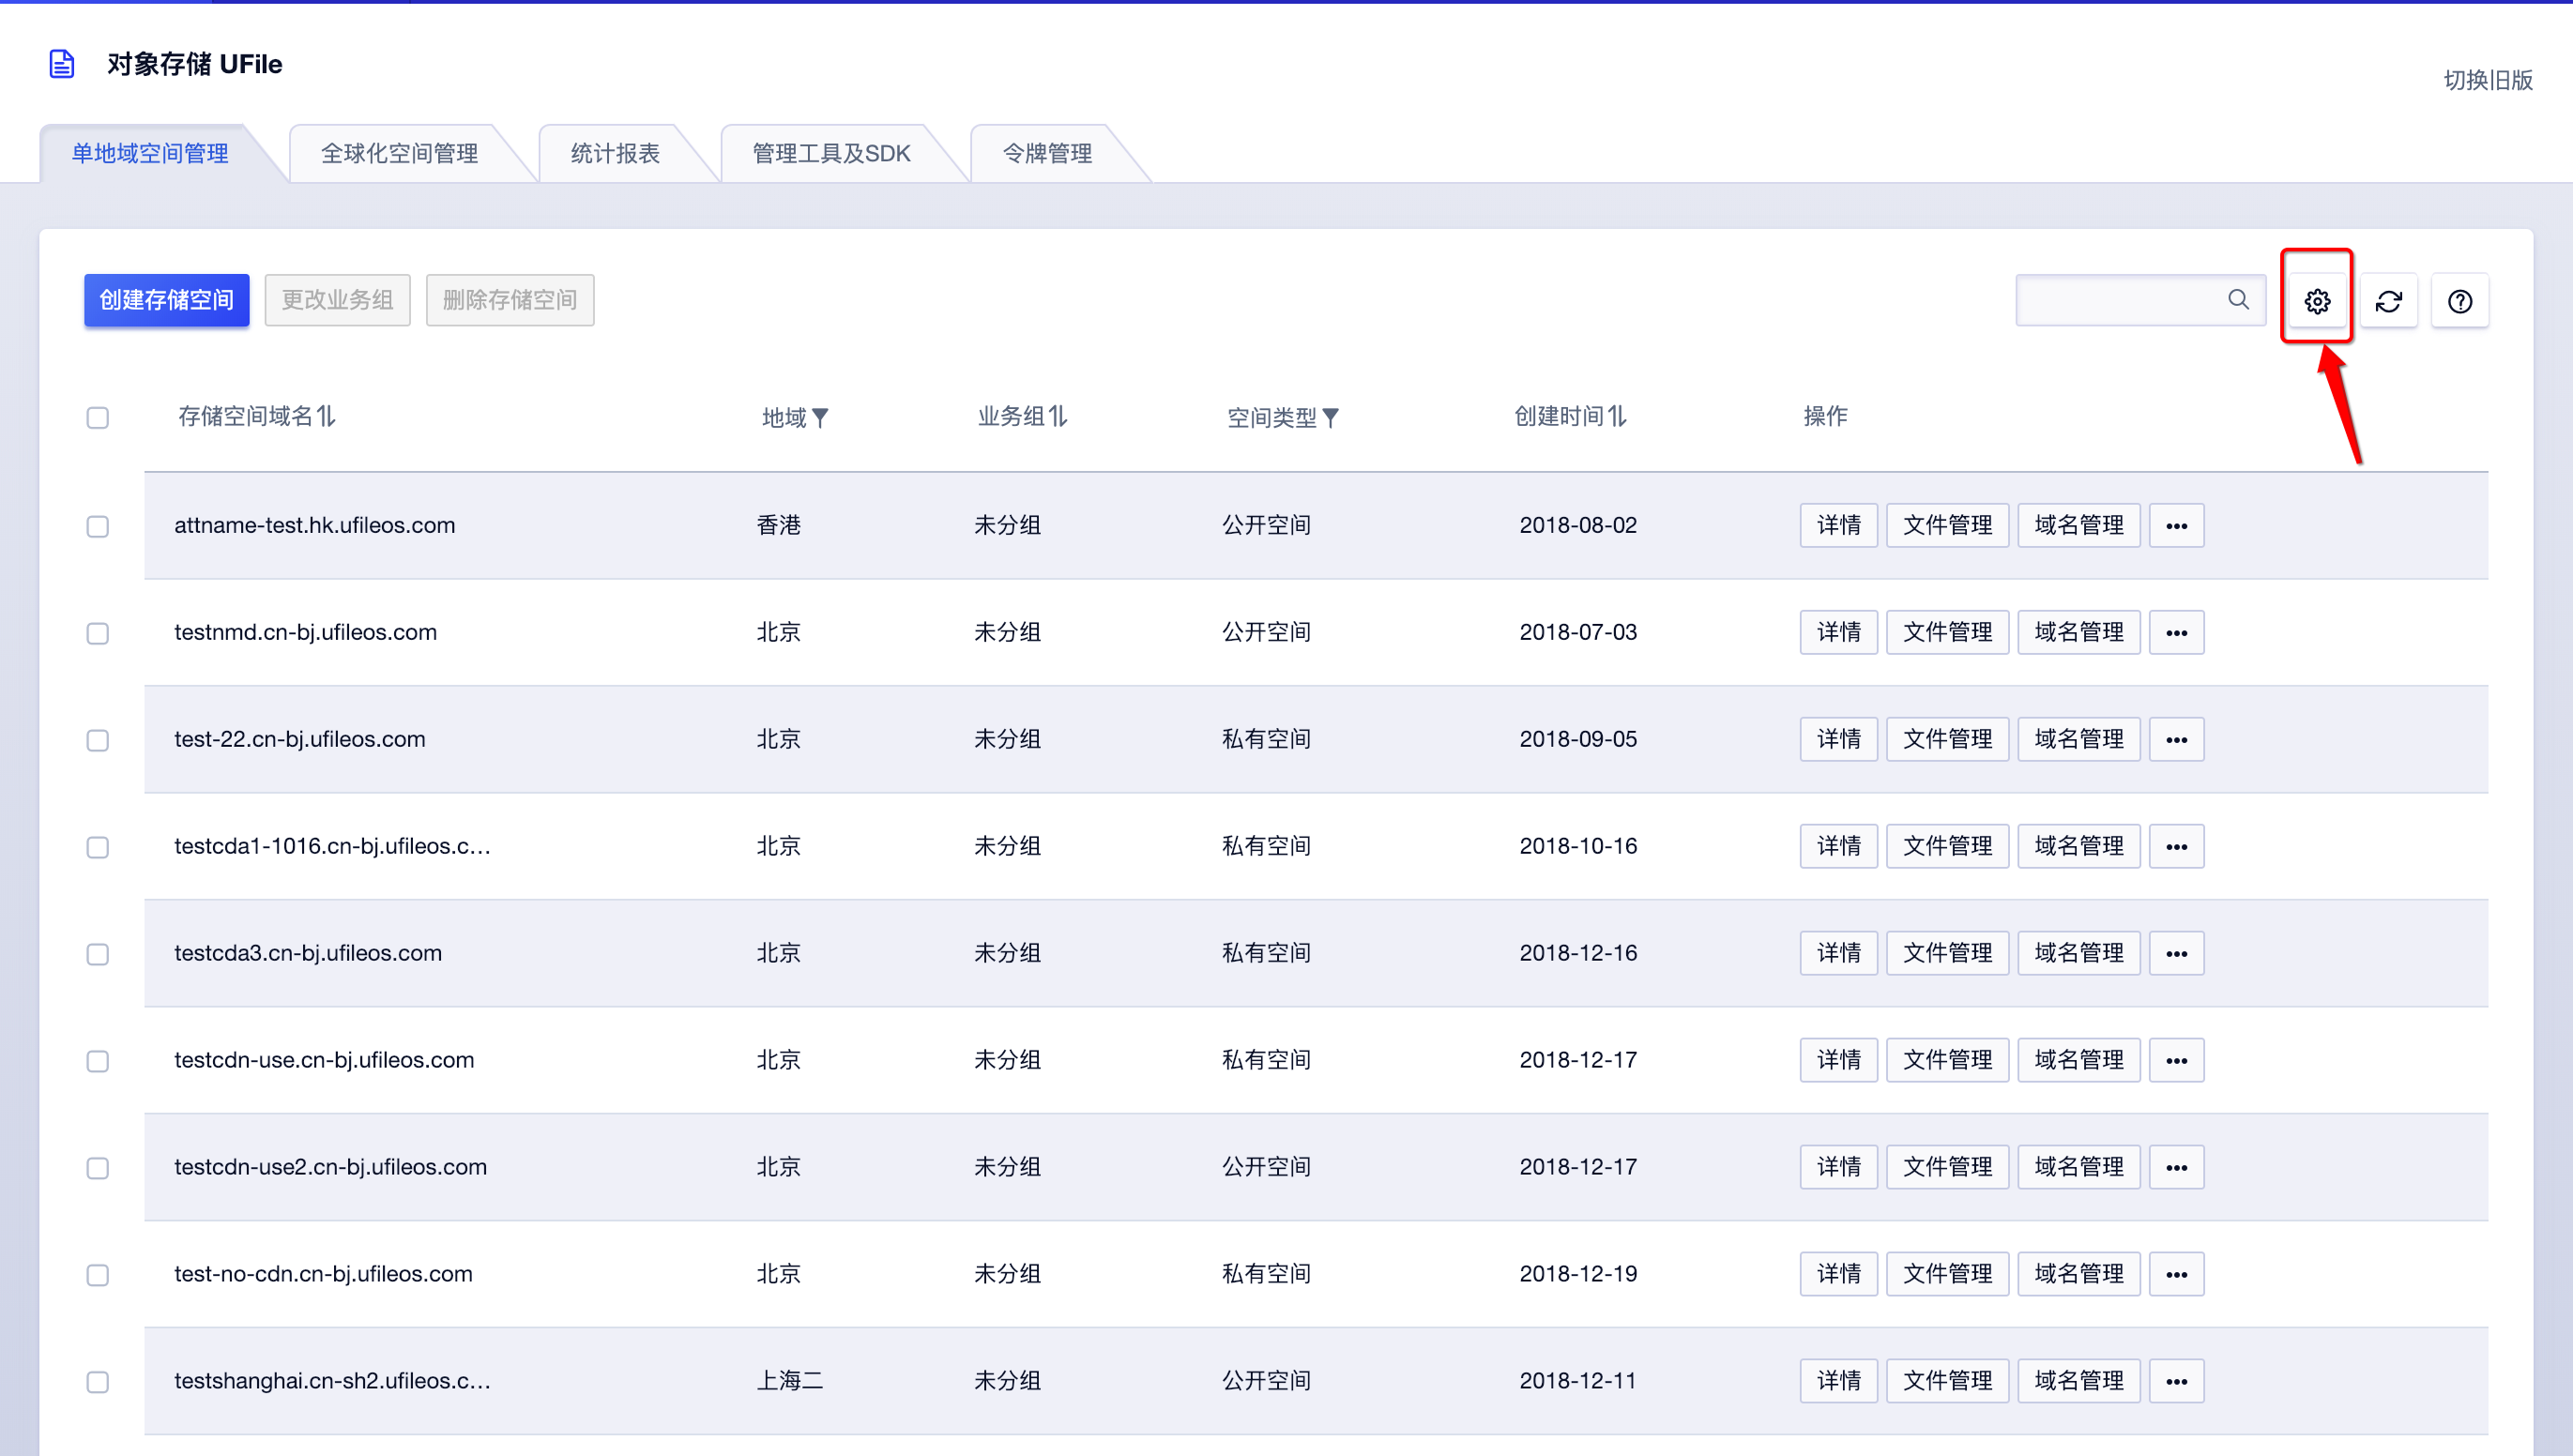 对象存储 UFile
切换旧版
单地域空间管理 全球化空间管理 统计报表 管理工具及SDK 令牌管理
创建存储空间 更改业务组 删除存储空间
存储空间域名 地域 业务组 空间类型 创建时间 操作
attname-test.hk.ufileos.com 香港 未分组 公开空间 2018-08-02 详情 文件管理 域名管理 •••
testnmd.cn-bj.ufileos.com 北京 未分组 公开空间 2018-07-03 详情 文件管理 域名管理 •••
test-22.cn-bj.ufileos.com 北京 未分组 私有空间 2018-09-05 详情 文件管理 域名管理 •••
testcda1-1016.cn-bj.ufileos.c... 北京 未分组 私有空间 2018-10-16 详情 文件管理 域名管理 •••
testcda3.cn-bj.ufileos.com 北京 未分组 私有空间 2018-12-16 详情 文件管理 域名管理 •••
testcdn-use.cn-bj.ufileos.com 北京 未分组 私有空间 2018-12-17 详情 文件管理 域名管理 •••
testcdn-use2.cn-bj.ufileos.com 北京 未分组 公开空间 2018-12-17 详情 文件管理 域名管理 •••
test-no-cdn.cn-bj.ufileos.com 北京 未分组 私有空间 2018-12-19 详情 文件管理 域名管理 •••
testshanghai.cn-sh2.ufileos.c... 上海二 未分组 公开空间 2018-12-11 详情 文件管理 域名管理 •••